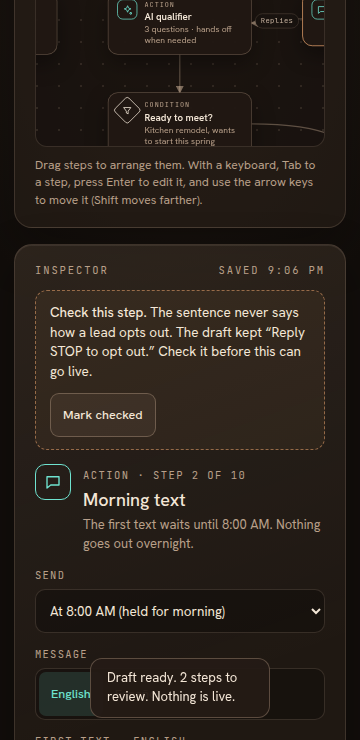 ACTION
AI qualifier
3 questions · hands off
when needed
Replies
CONDITION
Ready to meet?
Kitchen remodel, wants
to start this spring
Drag steps to arrange them. With a keyboard, Tab to
a step, press Enter to edit it, and use the arrow keys
to move it (Shift moves farther).
INSPECTOR
SAVED 9:06 PM
Check this step. The sentence never says
how a lead opts out. The draft kept “Reply
STOP to opt out.” Check it before this can
go live.
Mark checked
ACTION · STEP 2 OF 10
Morning text
The first text waits until 8:00 AM. Nothing
goes out overnight.
SEND
At 8:00 AM (held for morning)
MESSAGE
English
Draft ready. 2 steps to
review. Nothing is live.
FIRST TEXT · ENGLISH